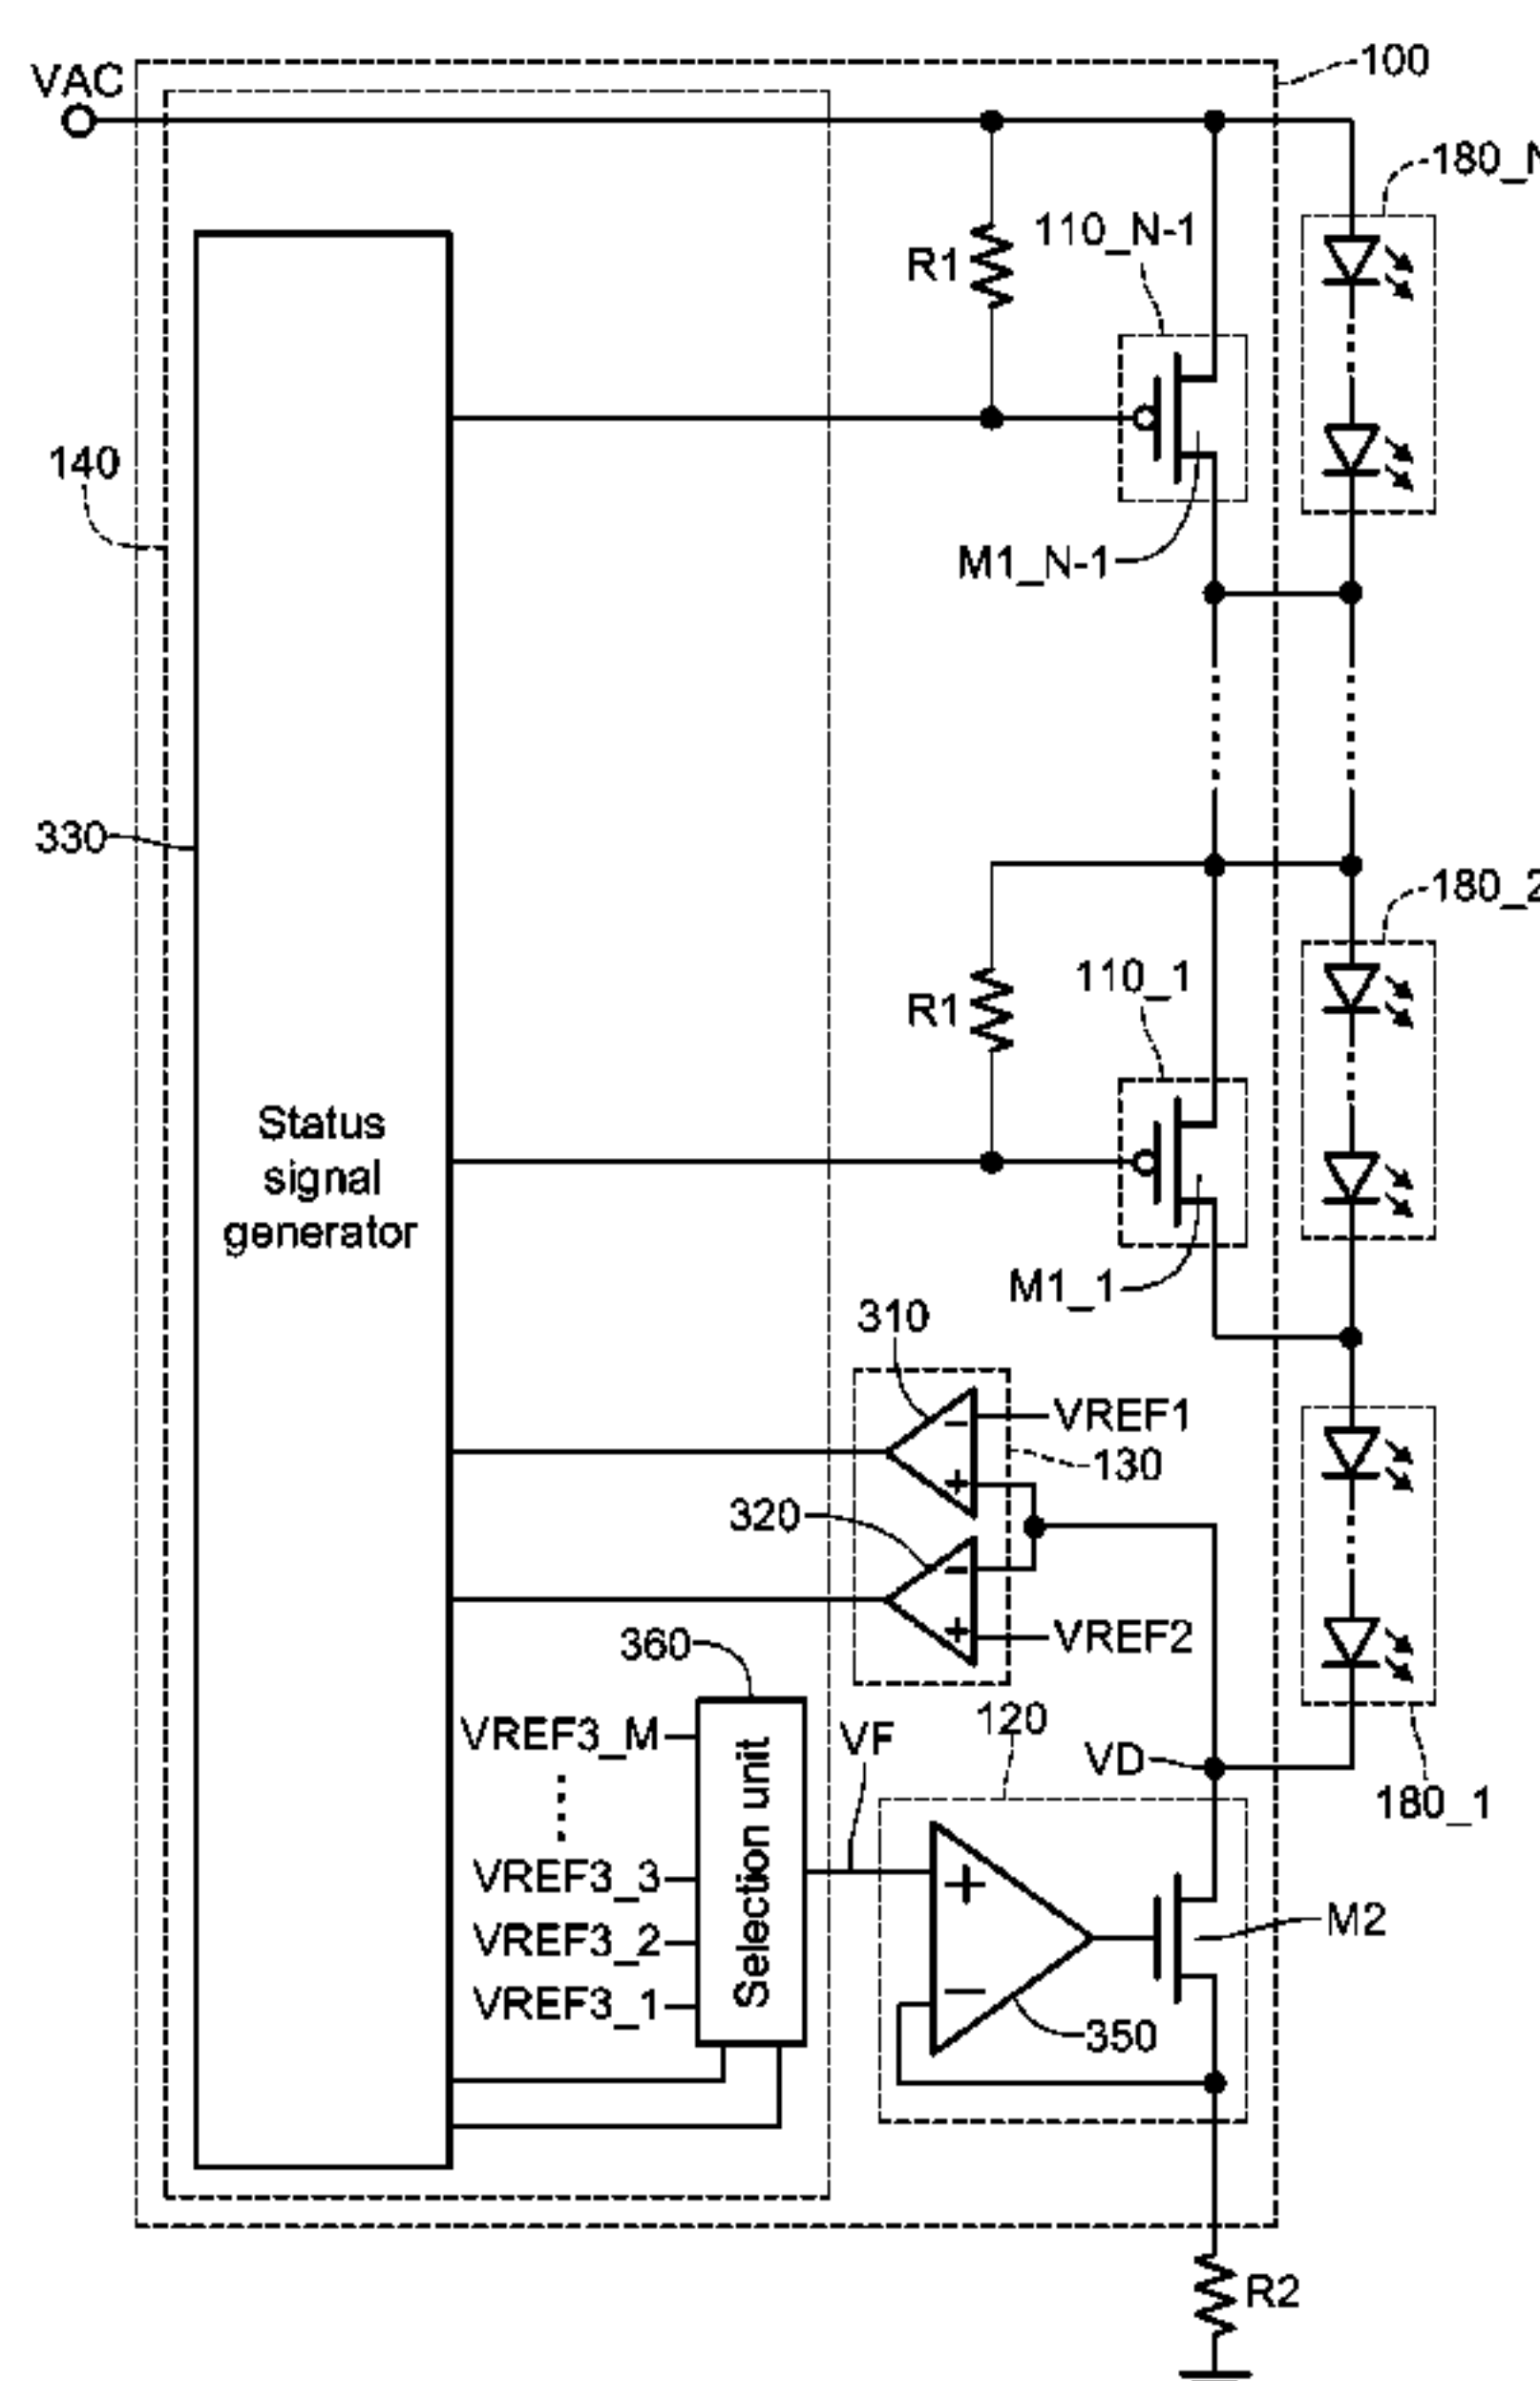 VAC
100
180_N
110_N-1
R1
140
M1_N-1
330
180_2
110_1
R1
Status
signal
generator
M1_1
310
VREF1
130
320
VREF2
360
120
VREF3_M
VF
VD
180_1
Selection unit
VREF3_3
M2
VREF3_2
VREF3_1
350
R2